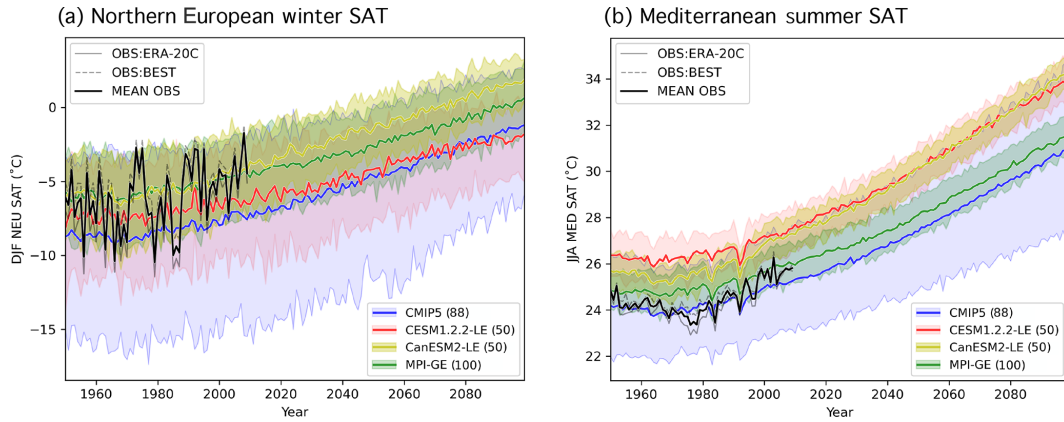 (a) Northern European winter SAT
DJF NEU SAT (˚C)
0
−5
−10
−15
OBS:ERA-20C
OBS:BEST
MEAN OBS
CMIP5 (88)
CESM1.2.2-LE (50)
CanESM2-LE (50)
MPI-GE (100)
1960
1980
2000
2020
2040
2060
2080
Year
(b) Mediterranean summer SAT
JJA MED SAT (˚C)
34
32
30
28
26
24
22
OBS:ERA-20C
OBS:BEST
MEAN OBS
CMIP5 (88)
CESM1.2.2-LE (50)
CanESM2-LE (50)
MPI-GE (100)
1960
1980
2000
2020
2040
2060
2080
Year